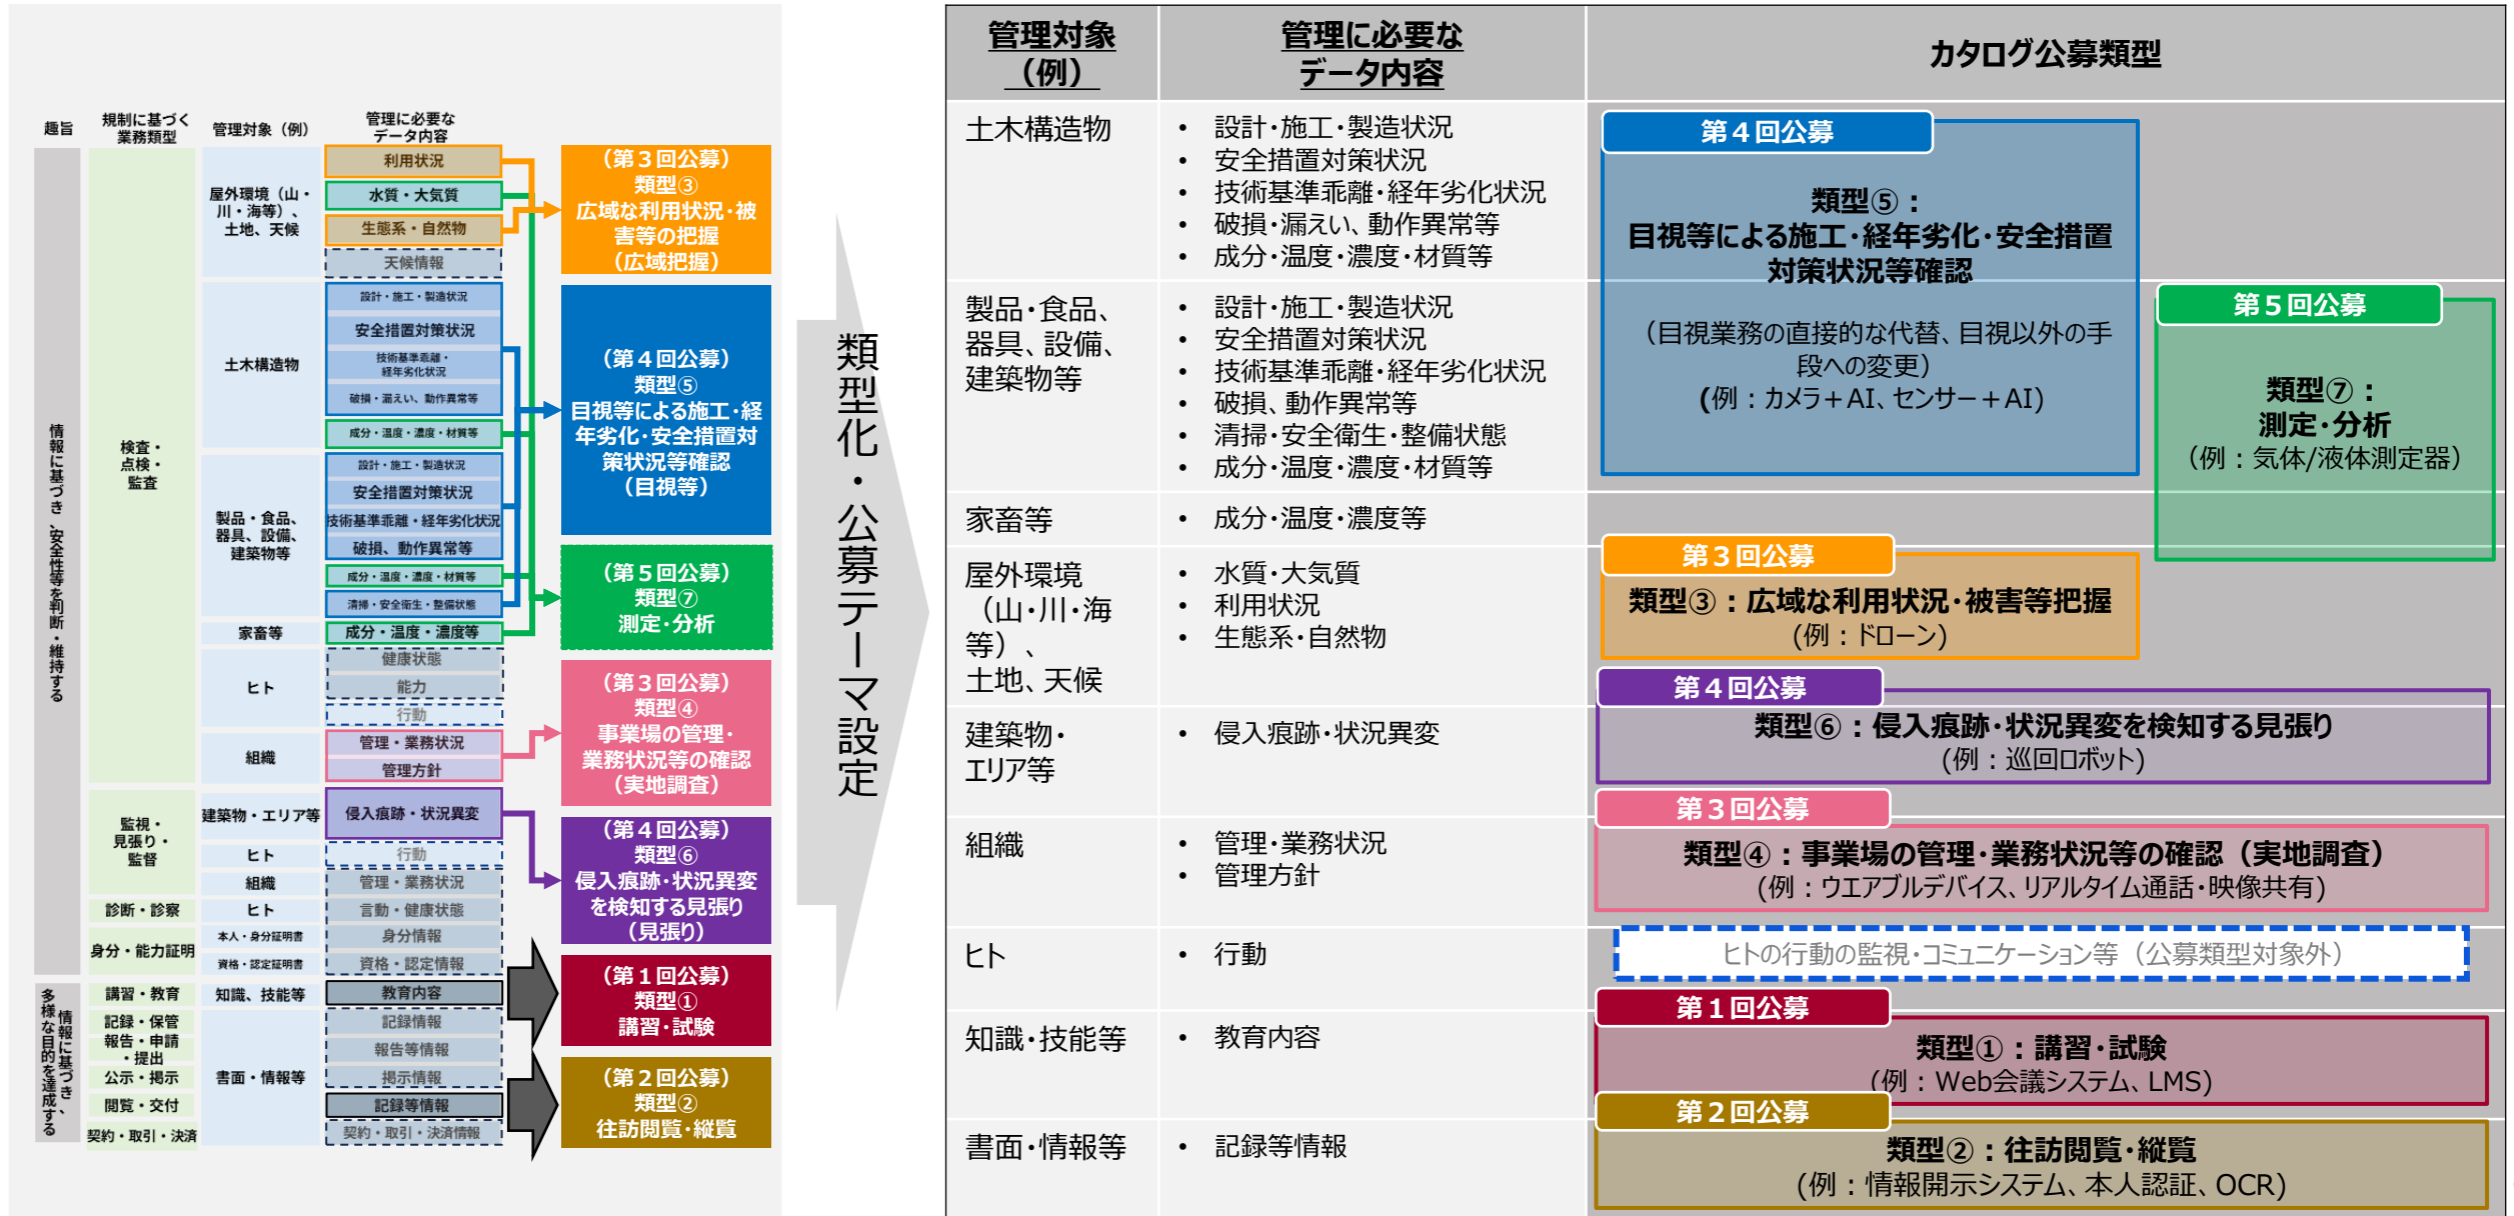 趣旨
規制に基づく
業務類型
管理対象（例）
管理に必要な
データ内容
情報に基づき、安全性等を判断・維持する
検査・
点検・
監査
屋外環境（山・
川・海等）、
土地、天候
利用状況
水質・大気質
生態系・自然物
天候情報
土木構造物
設計・施工・製造状況
安全措置対策状況
技術基準乖離・
経年劣化状況
破損・漏えい、動作異常等
成分・温度・濃度・材質等
製品・食品、
器具、設備、
建築物等
設計・施工・製造状況
安全措置対策状況
技術基準乖離・経年劣化状況
破損、動作異常等
成分・温度・濃度・材質等
清掃・安全衛生・整備状態
家畜等
成分・温度・濃度等
ヒト
健康状態
能力
行動
組織
管理・業務状況
管理方針
監視・
見張り・
監督
建築物・エリア等
侵入痕跡・状況異変
ヒト
行動
組織
管理・業務状況
診断・診察
ヒト
言動・健康状態
身分・能力証明
本人・身分証明書
身分情報
資格・認定証明書
資格・認定情報
情報に基づき、
多様な目的を達成する
講習・教育
知識、技能等
教育内容
記録・保管
報告・申請
・提出
公示・掲示
閲覧・交付
契約・取引・決済
書面・情報等
記録情報
報告等情報
掲示情報
記録等情報
契約・取引・決済情報
（第３回公募）
類型③
広域な利用状況・被
害等の把握
（広域把握）
（第４回公募）
類型⑤
目視等による施工・経
年劣化・安全措置対
策状況等確認
（目視等）
（第５回公募）
類型⑦
測定・分析
（第３回公募）
類型④
事業場の管理・
業務状況等の確認
（実地調査）
（第４回公募）
類型⑥
侵入痕跡・状況異変
を検知する見張り
（見張り）
（第１回公募）
類型①
講習・試験
（第２回公募）
類型②
往訪閲覧・縦覧
類型化・公募テーマ設定
管理対象
（例）
管理に必要な
データ内容
カタログ公募類型
土木構造物
• 設計・施工・製造状況
• 安全措置対策状況
• 技術基準乖離・経年劣化状況
• 破損・漏えい、動作異常等
• 成分・温度・濃度・材質等
製品・食品、
器具、設備、
建築物等
• 設計・施工・製造状況
• 安全措置対策状況
• 技術基準乖離・経年劣化状況
• 破損、動作異常等
• 清掃・安全衛生・整備状態
• 成分・温度・濃度・材質等
家畜等
• 成分・温度・濃度等
屋外環境
（山・川・海
等）、
土地、天候
• 水質・大気質
• 利用状況
• 生態系・自然物
建築物・
エリア等
• 侵入痕跡・状況異変
組織
• 管理・業務状況
• 管理方針
ヒト
• 行動
知識・技能等
• 教育内容
書面・情報等
• 記録等情報
第４回公募
類型⑤：
目視等による施工・経年劣化・安全措置
対策状況等確認
（目視業務の直接的な代替、目視以外の手
段への変更）
(例：カメラ＋AI、センサー＋AI）
第５回公募
類型⑦：
測定・分析
（例：気体/液体測定器）
第３回公募
類型③：広域な利用状況・被害等把握
(例：ドローン)
第４回公募
類型⑥：侵入痕跡・状況異変を検知する見張り
(例：巡回ロボット)
第３回公募
類型④：事業場の管理・業務状況等の確認（実地調査）
(例：ウエアブルデバイス、リアルタイム通話・映像共有)
ヒトの行動の監視・コミュニケーション等（公募類型対象外）
第１回公募
類型①：講習・試験
(例：Web会議システム、LMS)
第２回公募
類型②：往訪閲覧・縦覧
(例：情報開示システム、本人認証、OCR)